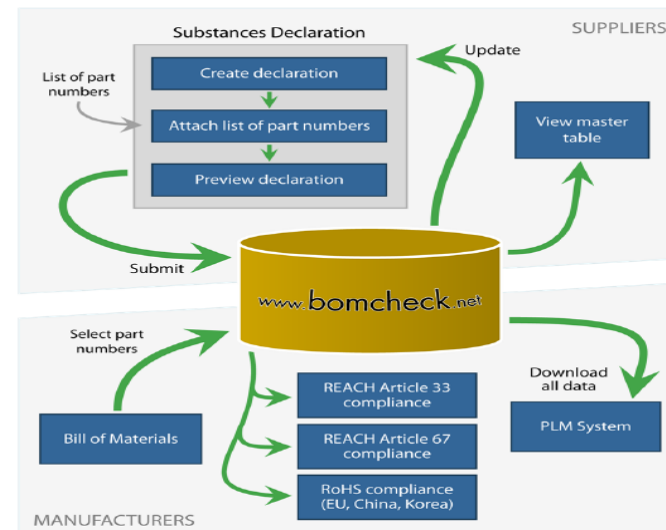 Substances Declaration
SUPPLIERS
Update
List of part
numbers
Create declaration
Attach list of part numbers
Preview declaration
View master
table
Submit
www.bomcheck.net
Select part
numbers
Bill of Materials
REACH Article 33
compliance
REACH Article 67
compliance
RoHS compliance
(EU, China, Korea)
Download
all data
PLM System
MANUFACTURERS